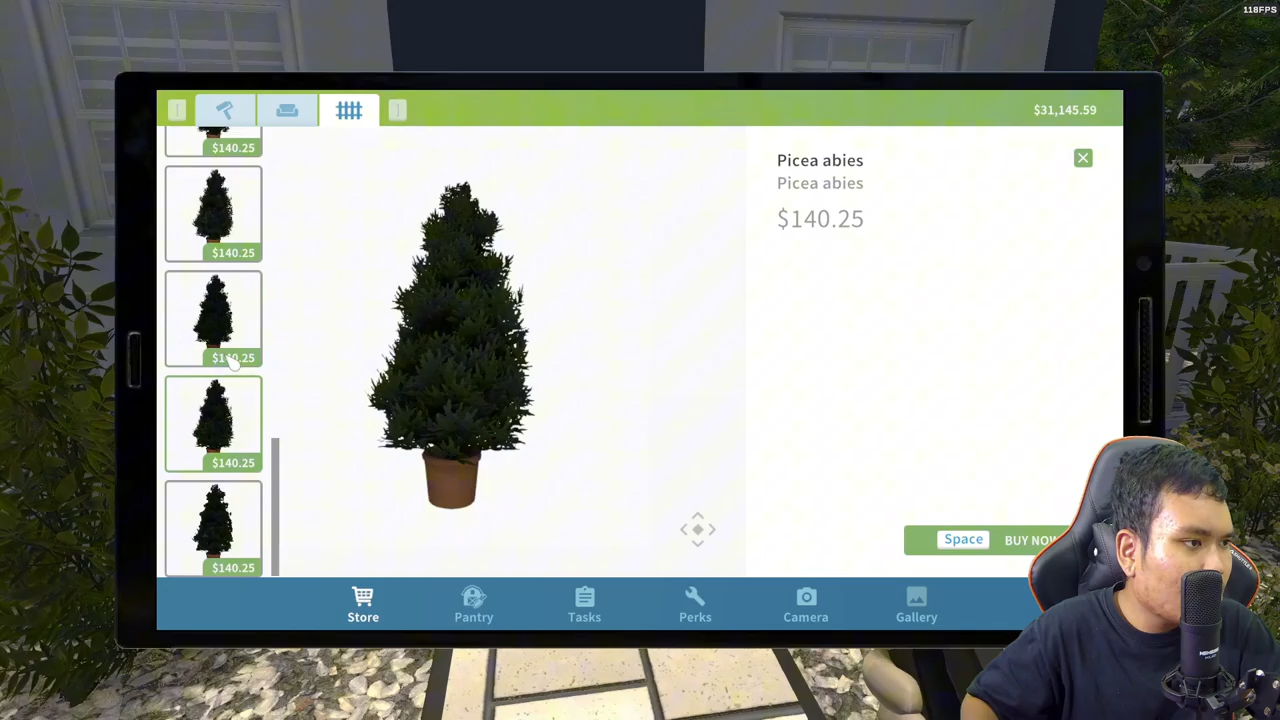 118FPS
$31,145.59
$140.25
$140.25
$140.25
$140.25
$140.25
Picea abies
Picea abies
$140.25
Space BUY NOW
Store
Pantry
Tasks
Perks
Camera
Gallery